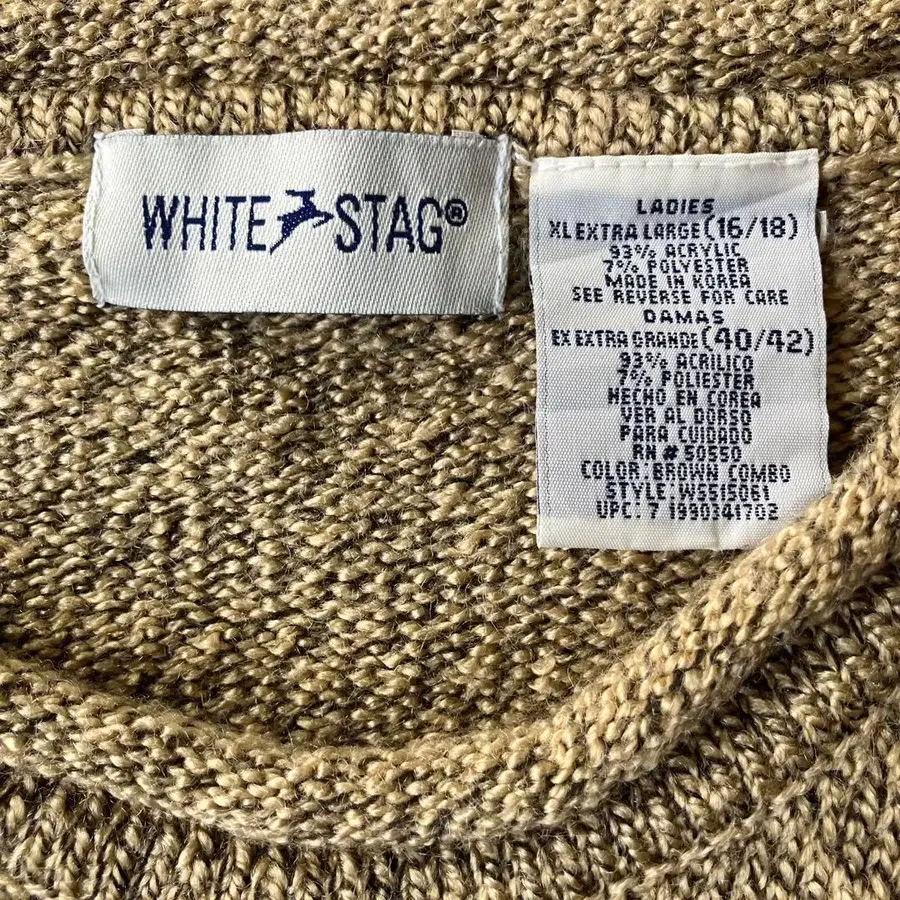 WHITE STAG®
LADIES
XL EXTRA LARGE (16/18)
93% ACRYLIC
7% POLYESTER
MADE IN KOREA
SEE REVERSE FOR CARE
DAMAS
EX EXTRA GRANDE (40/42)
93% ACRILICO
7% POLIESTER
HECHO EN COREA
VER AL DORSO
PARA CUIDADO
RN # 50550
COLOR: BROWN COMBO
STYLE: WS515061
UPC: 7 1990341702